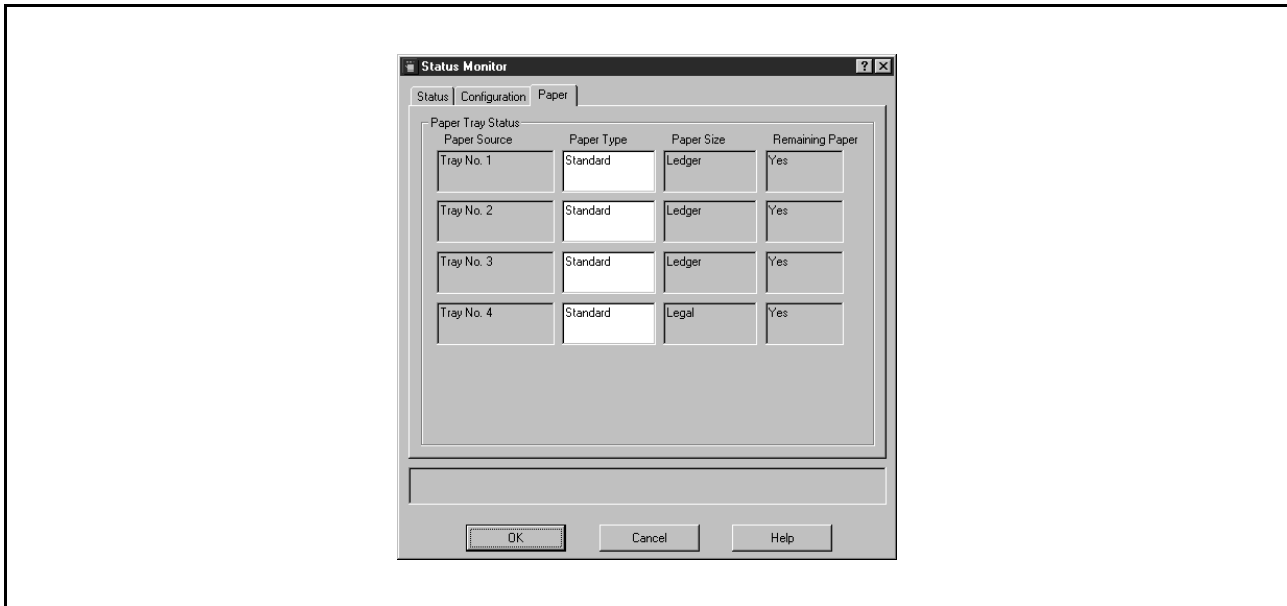 Status Monitor
Status Configuration Paper
Paper Tray Status
Paper Source Paper Type Paper Size Remaining Paper
Tray No. 1 Standard Ledger Yes
Tray No. 2 Standard Ledger Yes
Tray No. 3 Standard Ledger Yes
Tray No. 4 Standard Legal Yes
OK Cancel Help